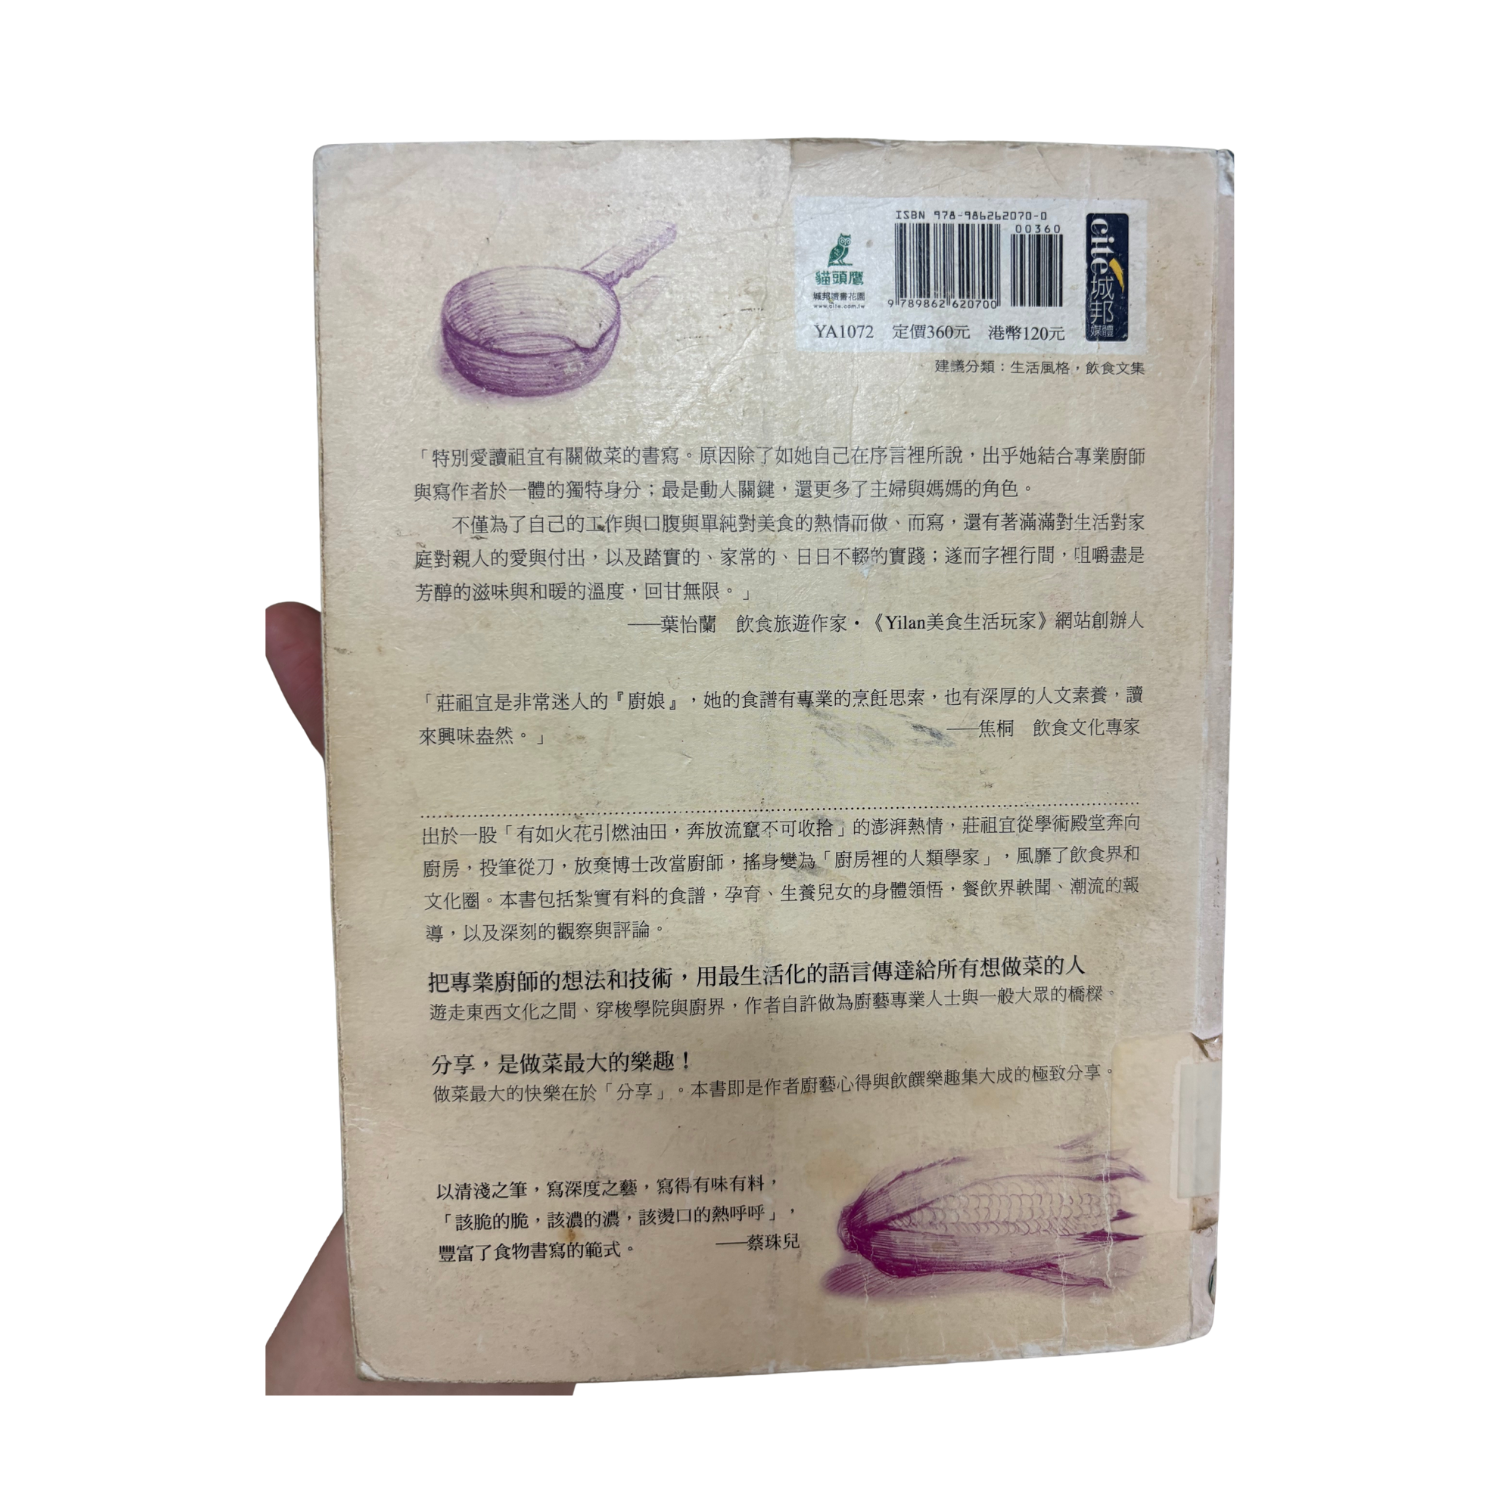 ISBN 978-986262070-0
00360
貓頭鷹
城邦讀書花園
www.cite.com.tw
9 789862 620700
cité城邦
媒體
YA1072 定價360元 港幣120元
建議分類：生活風格，飲食文集
「特別愛讀祖宜有關做菜的書寫。原因除了如她自己在序言裡所說，出乎她結合專業廚師
與寫作者於一體的獨特身分；最是動人關鍵，還更多了主婦與媽媽的角色。
不僅為了自己的工作與口腹與單純對美食的熱情而做、而寫，還有著滿滿對生活對家
庭對親人的愛與付出，以及踏實的、家常的、日日不輟的實踐；遂而字裡行間，咀嚼盡是
芳醇的滋味與和暖的溫度，回甘無限。」
——葉怡蘭 飲食旅遊作家・《Yilan美食生活玩家》網站創辦人
「莊祖宜是非常迷人的『廚娘』，她的食譜有專業的烹飪思索，也有深厚的人文素養，讀
來興味盎然。」 ——焦桐 飲食文化專家
出於一股「有如火花引燃油田，奔放流竄不可收拾」的澎湃熱情，莊祖宜從學術殿堂奔向
廚房，投筆從刀，放棄博士改當廚師，搖身變為「廚房裡的人類學家」，風靡了飲食界和
文化圈。本書包括紮實有料的食譜，孕育、生養兒女的身體領悟，餐飲界軼聞、潮流的報
導，以及深刻的觀察與評論。
把專業廚師的想法和技術，用最生活化的語言傳達給所有想做菜的人
遊走東西文化之間、穿梭學院與廚界，作者自許做為廚藝專業人士與一般大眾的橋樑。
分享，是做菜最大的樂趣！
做菜最大的快樂在於「分享」。本書即是作者廚藝心得與飲饌樂趣集大成的極致分享。
以清淺之筆，寫深度之藝，寫得有味有料，
「該脆的脆，該濃的濃，該燙口的熱呼呼」，
豐富了食物書寫的範式。 ——蔡珠兒